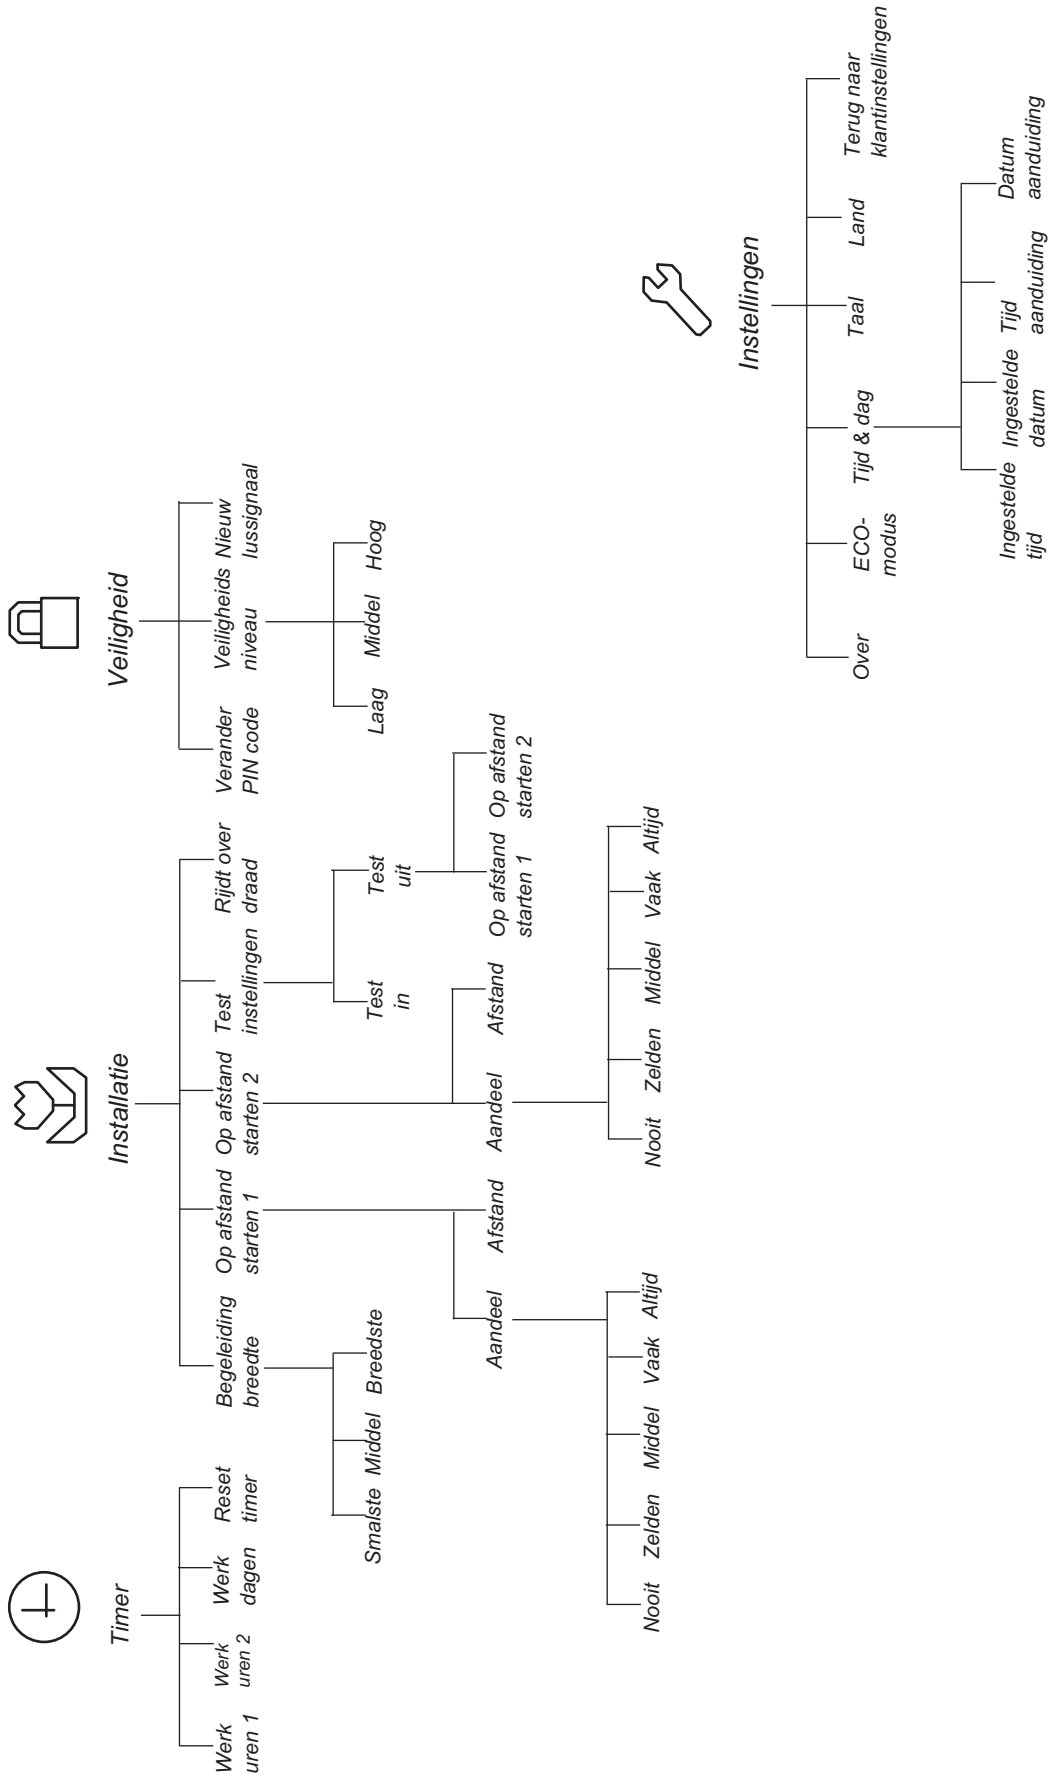 Timer
Werk
uren 1
Werk
uren 2
Werk
dagen
Reset
timer
Installatie
Begeleiding
breedte
Op afstand
starten 1
Op afstand
starten 2
Test
instellingen
Rijdt over
draad
Smalste
Middel
Breedste
Test
in
Test
uit
Aandeel
Afstand
Aandeel
Afstand
Op afstand
starten 1
Op afstand
starten 2
Nooit
Zelden
Middel
Vaak
Altijd
Nooit
Zelden
Middel
Vaak
Altijd
Veiligheid
Verander
PIN code
Veiligheids
niveau
Nieuw
lussignaal
Laag
Middel
Hoog
Instellingen
Over
ECO-
modus
Tijd & dag
Taal
Land
Terug naar
klantinstellingen
Ingestelde
tijd
Ingestelde
datum
Tijd
aanduiding
Datum
aanduiding